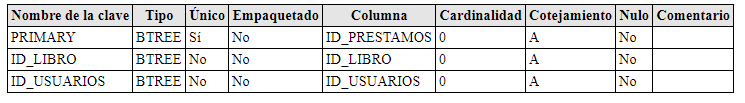 Nombre de la clave Tipo Único Empaquetado Columna Cardinalidad Cotejamiento Nulo Comentario
PRIMARY BTREE Sí No ID_PRESTAMOS 0 A No
ID_LIBRO BTREE No No ID_LIBRO 0 A No
ID_USUARIOS BTREE No No ID_USUARIOS 0 A No